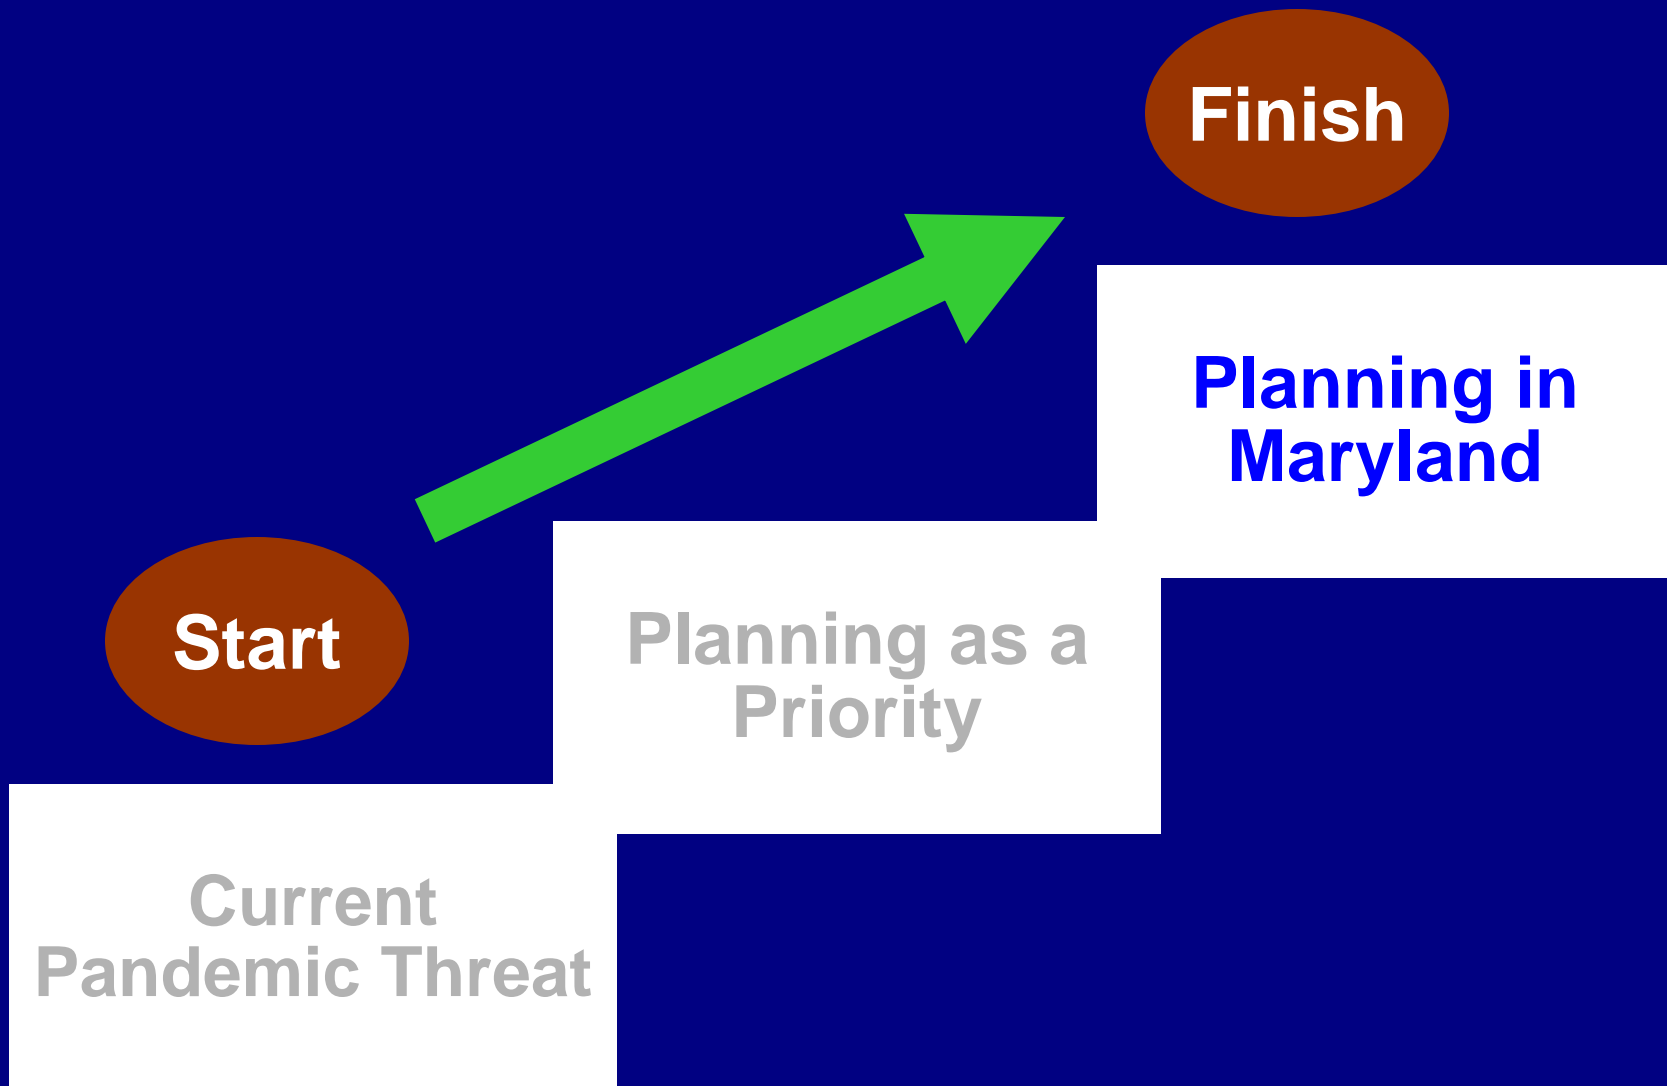 Finish
Planning in
Maryland
Start
Planning as a
Priority
Current
Pandemic Threat